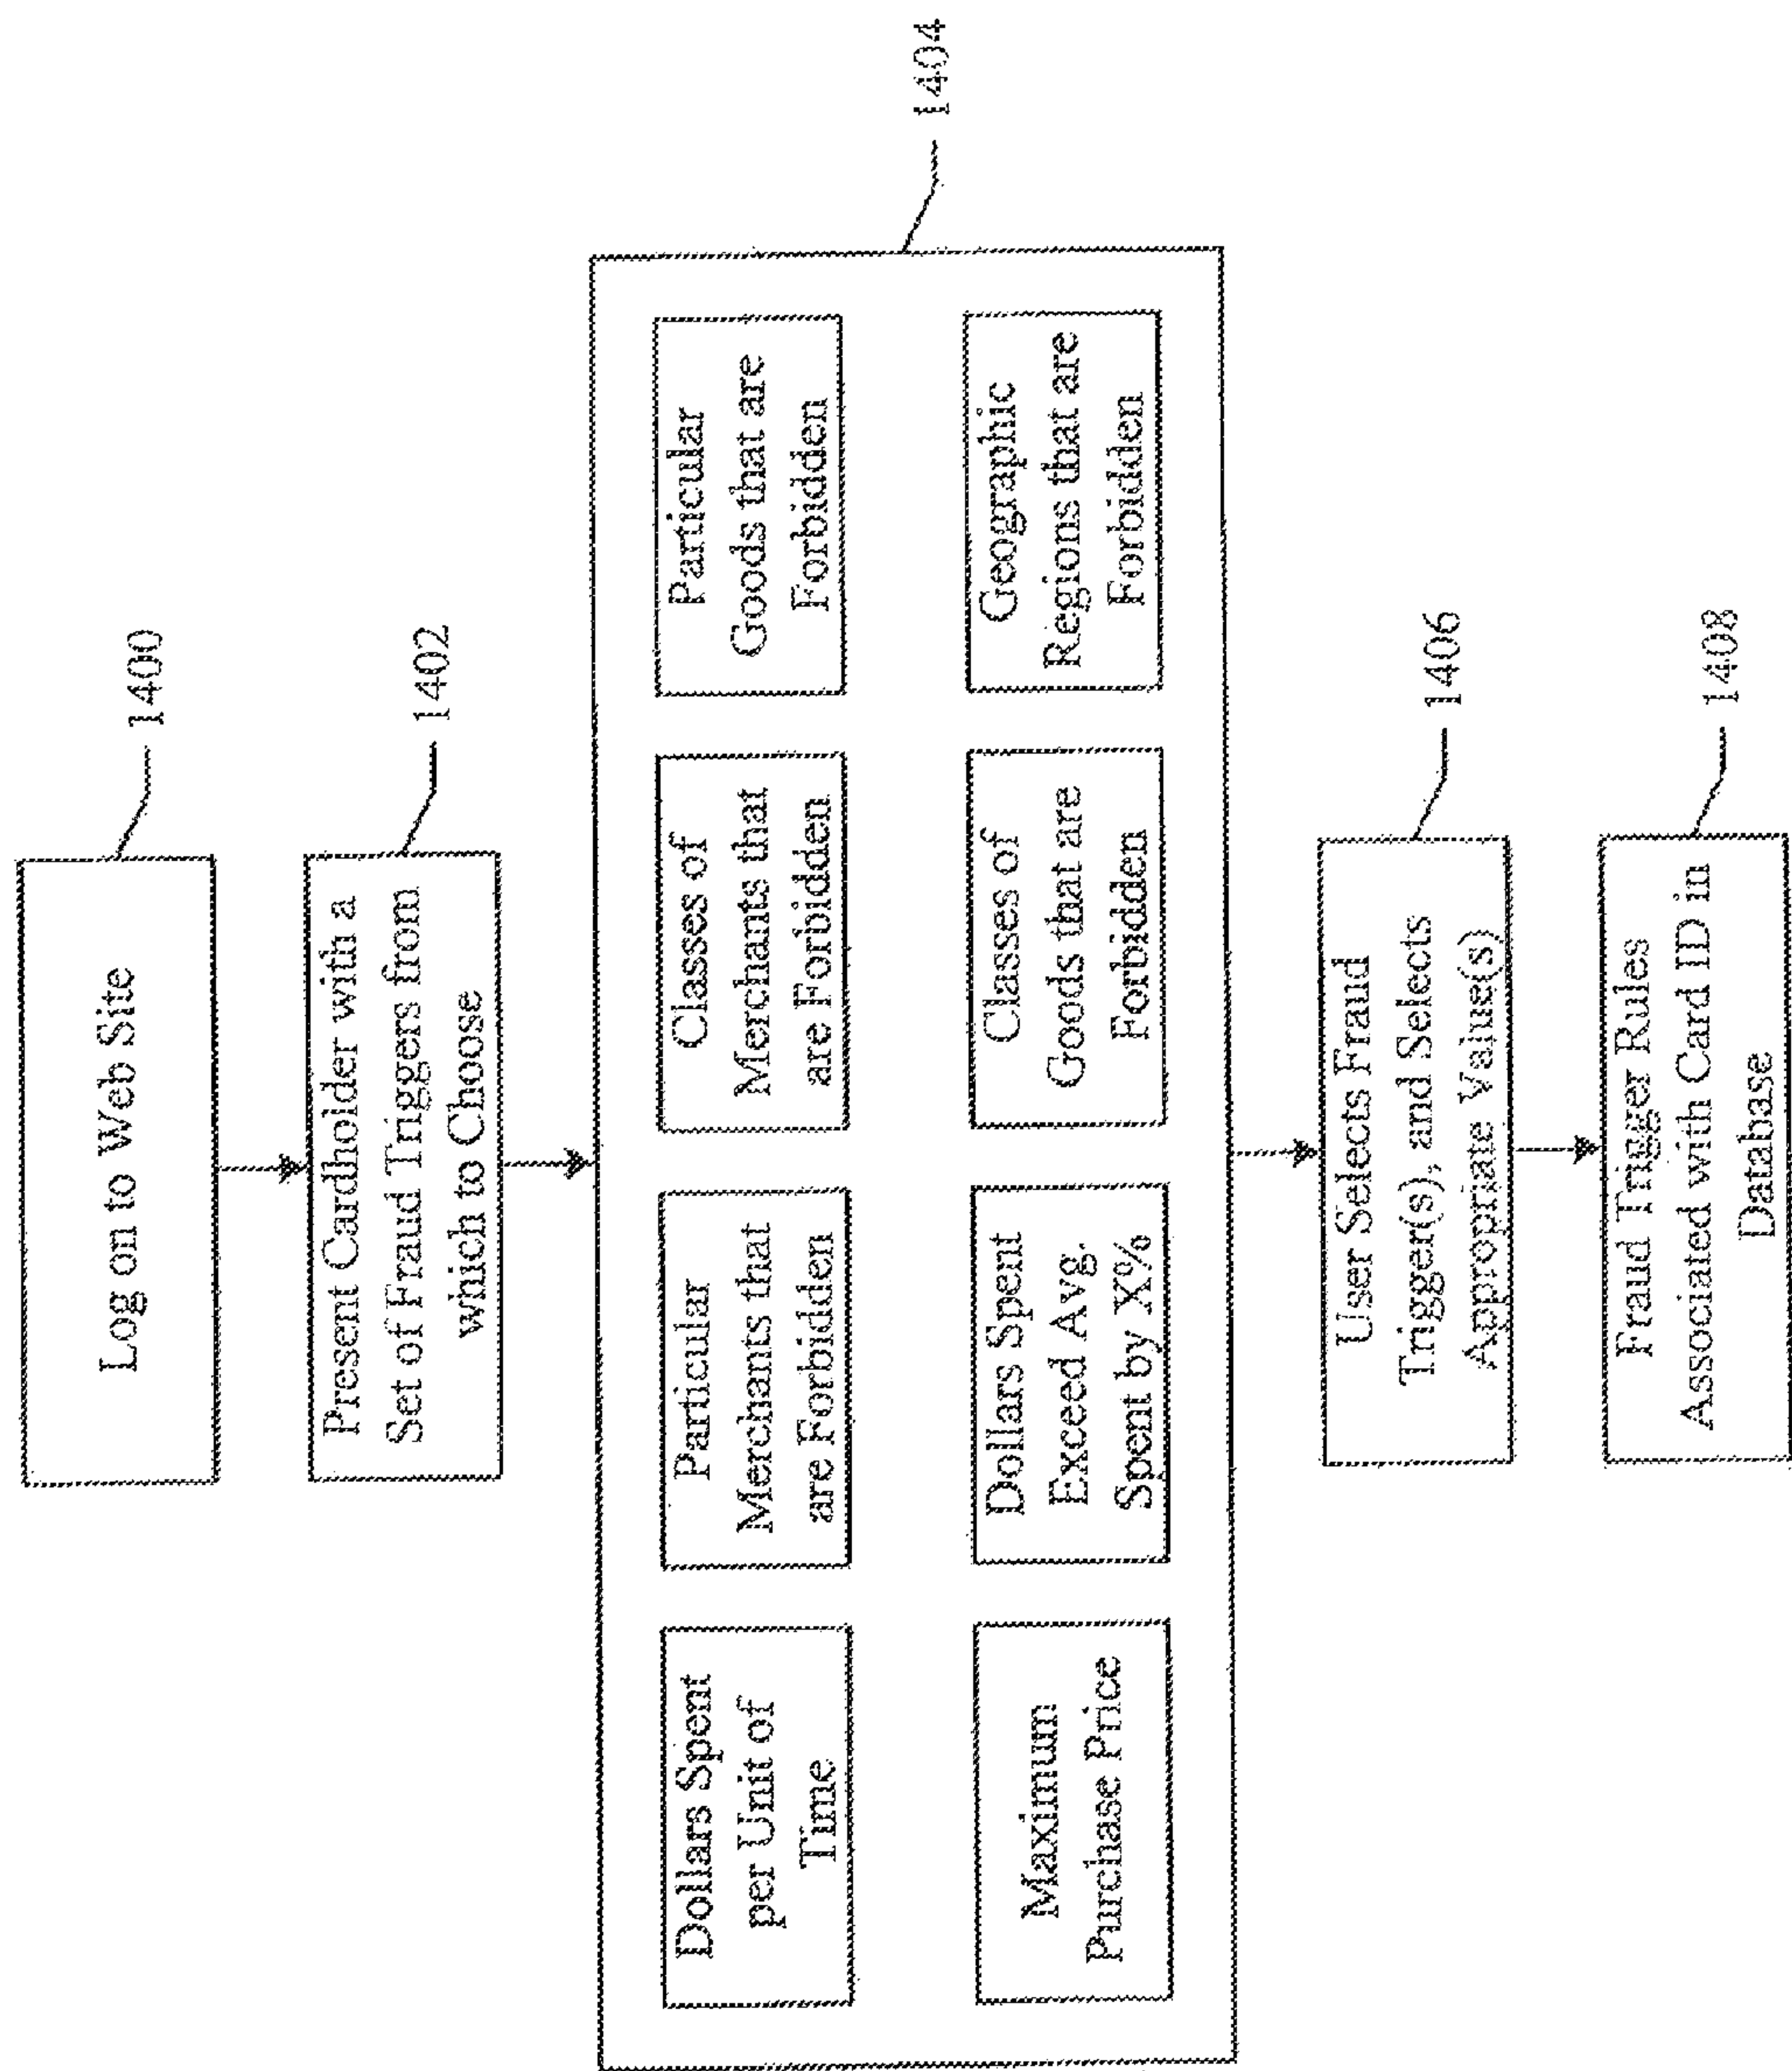 Log on to Web Site
1400
Present Cardholder with a
Set of Fraud Triggers from
which to Choose
1402
1404
Dollars Spent
per Unit of
Time
Particular
Merchants that
are Forbidden
Classes of
Merchants that
are Forbidden
Particular
Goods that are
Forbidden
Maximum
Purchase Price
Dollars Spent
Exceed Avg.
Spent by X%
Classes of
Goods that are
Forbidden
Geographic
Regions that are
Forbidden
User Selects Fraud
Trigger(s), and Selects
Appropriate Value(s)
1406
Fraud Trigger Rules
Associated with Card ID in
Database
1408